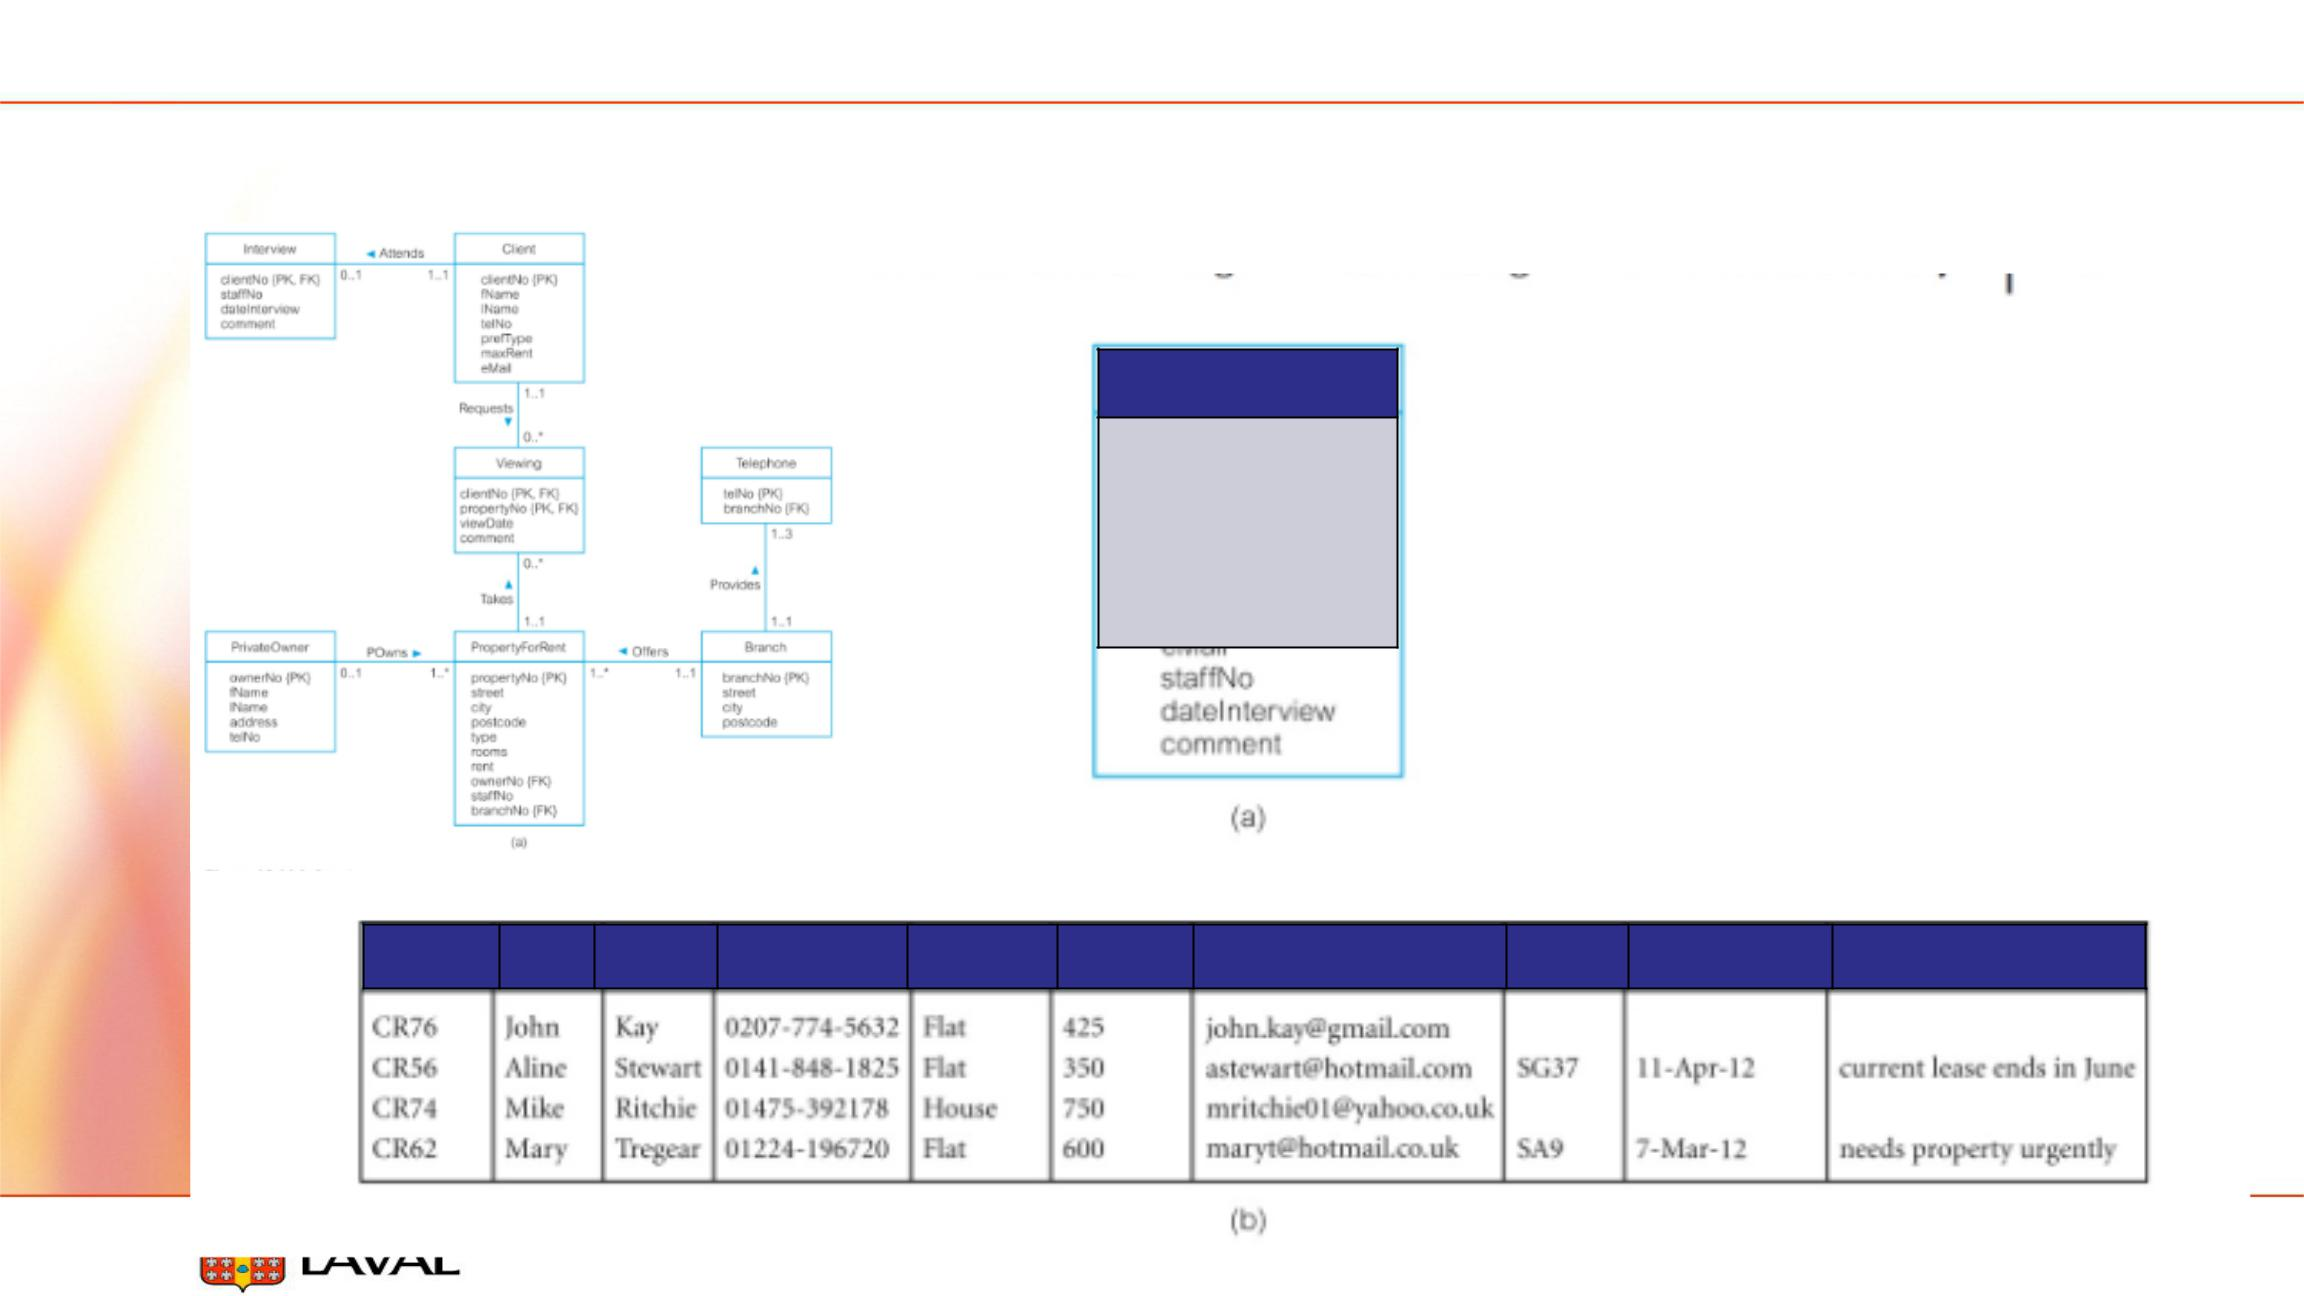 Interview
clientNo {PK, FK}
staffNo
dateInterview
comment
◄ Attends
0..1
1..1
Client
clientNo {PK}
fName
lName
telNo
prefType
maxRent
eMail
1..1
Requests
▼
0..*
Viewing
clientNo {PK, FK}
propertyNo {PK, FK}
viewDate
comment
Telephone
telNo {PK}
branchNo {FK}
0..*
▲
Takes
1..1
1..3
▲
Provides
1..1
PrivateOwner
ownerNo {PK}
fName
lName
address
telNo
POwns ►
0..1
1..*
PropertyForRent
propertyNo {PK}
street
city
postcode
type
rooms
rent
ownerNo {FK}
staffNo
branchNo {FK}
◄ Offers
1..*
1..1
Branch
branchNo {PK}
street
city
postcode
(a)
staffNo
dateInterview
comment
(a)
CR76 John Kay 0207-774-5632 Flat 425 john.kay@gmail.com
CR56 Aline Stewart 0141-848-1825 Flat 350 astewart@hotmail.com SG37 11-Apr-12 current lease ends in June
CR74 Mike Ritchie 01475-392178 House 750 mritchie01@yahoo.co.uk
CR62 Mary Tregear 01224-196720 Flat 600 maryt@hotmail.co.uk SA9 7-Mar-12 needs property urgently
(b)
LAVAL